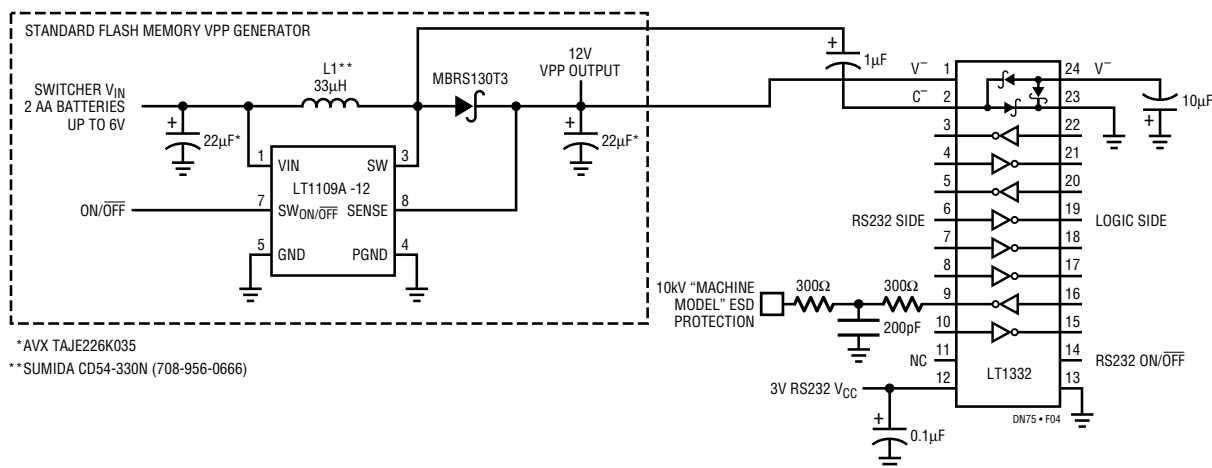 STANDARD FLASH MEMORY VPP GENERATOR
SWITCHER VIN
2 AA BATTERIES
UP TO 6V
L1**
33µH
MBRS130T3
12V
VPP OUTPUT
+
22µF*
+
22µF*
1
VIN
SW
3
LT1109A -12
ON/OFF
7
SWON/OFF
SENSE
8
5
GND
PGND
4
*AVX TAJE226K035
**SUMIDA CD54-330N (708-956-0666)
+
1µF
V–
1
C–
2
3
4
5
RS232 SIDE
6
7
8
9
10
NC
11
12
24
V–
23
22
21
20
19
LOGIC SIDE
18
17
16
15
14
RS232 ON/OFF
13
LT1332
+
10µF
10kV “MACHINE
MODEL” ESD
PROTECTION
300Ω
300Ω
200pF
3V RS232 VCC
+
0.1µF
DN75 • F04